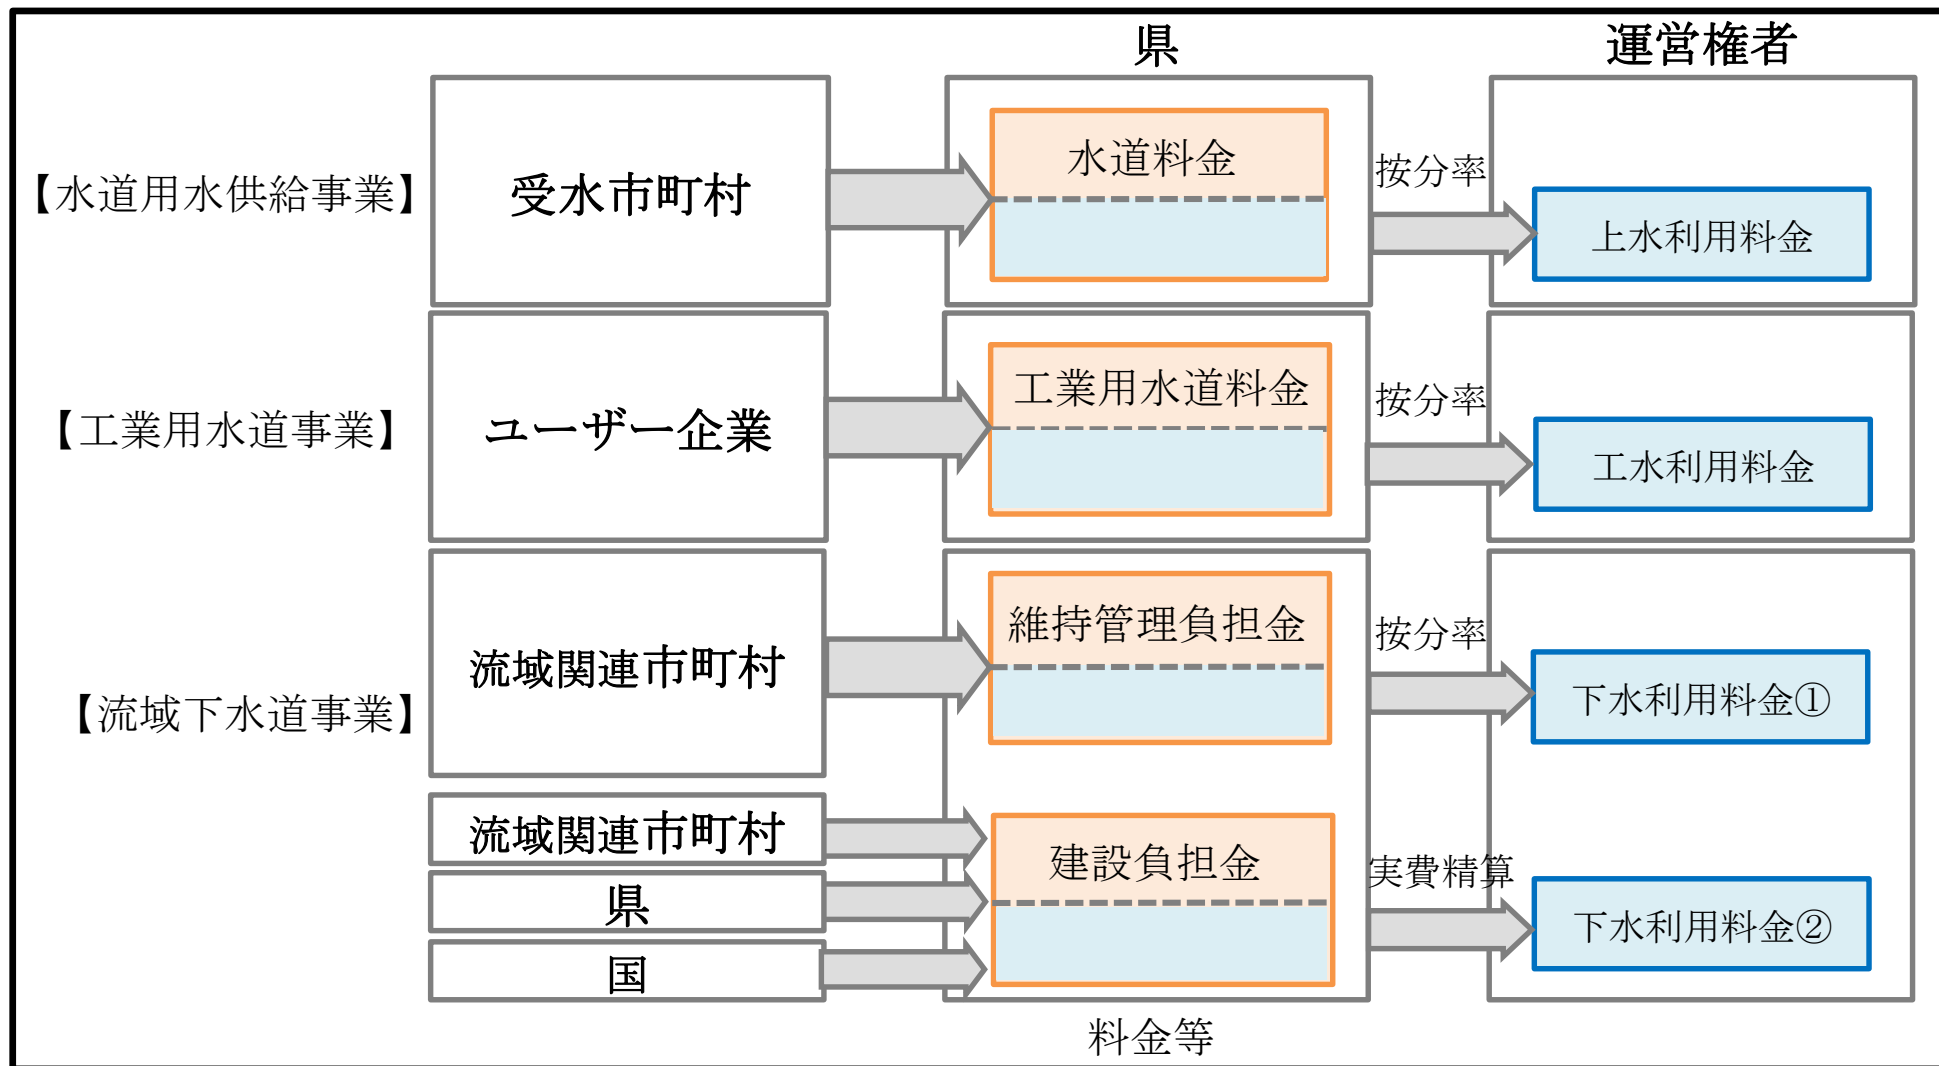 県
運営権者
【水道用水供給事業】
受水市町村
水道料金
按分率
上水利用料金
【工業用水道事業】
ユーザー企業
工業用水道料金
按分率
工水利用料金
【流域下水道事業】
流域関連市町村
維持管理負担金
按分率
下水利用料金①
流域関連市町村
県
国
建設負担金
実費精算
下水利用料金②
料金等